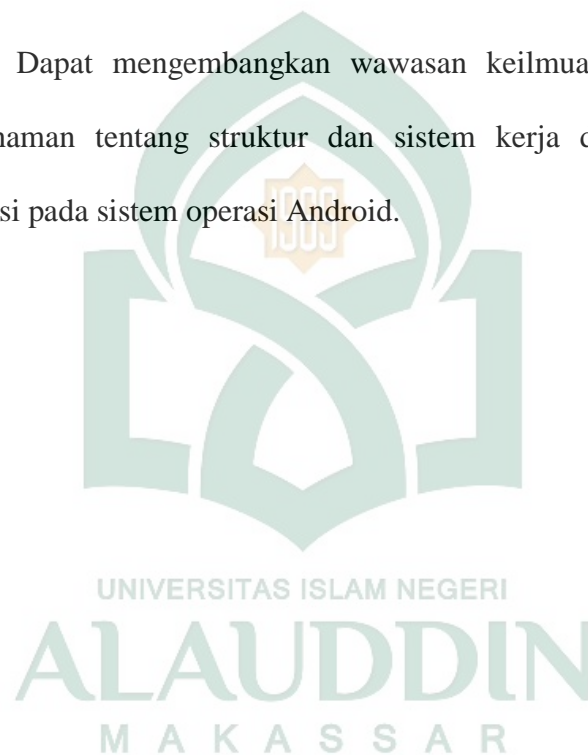 Dapat mengembangkan wawasan keilmua
naman tentang struktur dan sistem kerja d
si pada sistem operasi Android.
UNIVERSITAS ISLAM NEGERI
ALAUDDIN
MAKASSAR